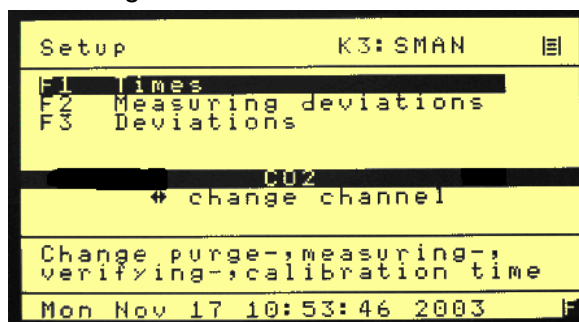 Setup K3:SMAN
F1 Times
F2 Measuring deviations
F3 Deviations
CO2
change channel
Change purge-,measuring-,
verifying-,calibration time
Mon Nov 17 10:53:46 2003 F